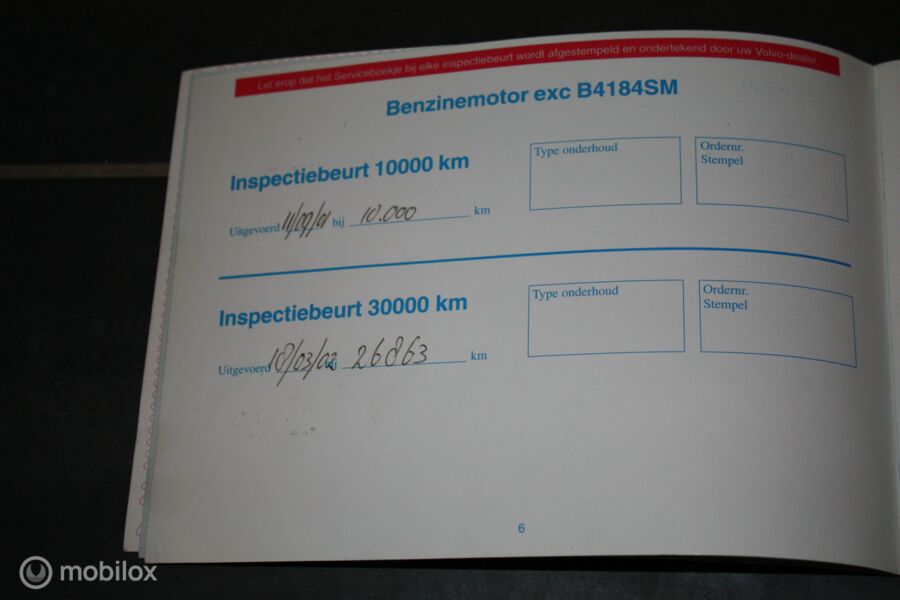 Let erop dat het Serviceboekje bij elke inspectiebeurt wordt afgestempeld en ondertekend door uw Volvo-dealer.
Benzinemotor exc B4184SM
Inspectiebeurt 10000 km
Type onderhoud
Ordernr.
Stempel
Uitgevoerd 11/09/01 bij 10.000 km
Inspectiebeurt 30000 km
Type onderhoud
Ordernr.
Stempel
Uitgevoerd 18/03/02 bij 26863 km
6
mobilox